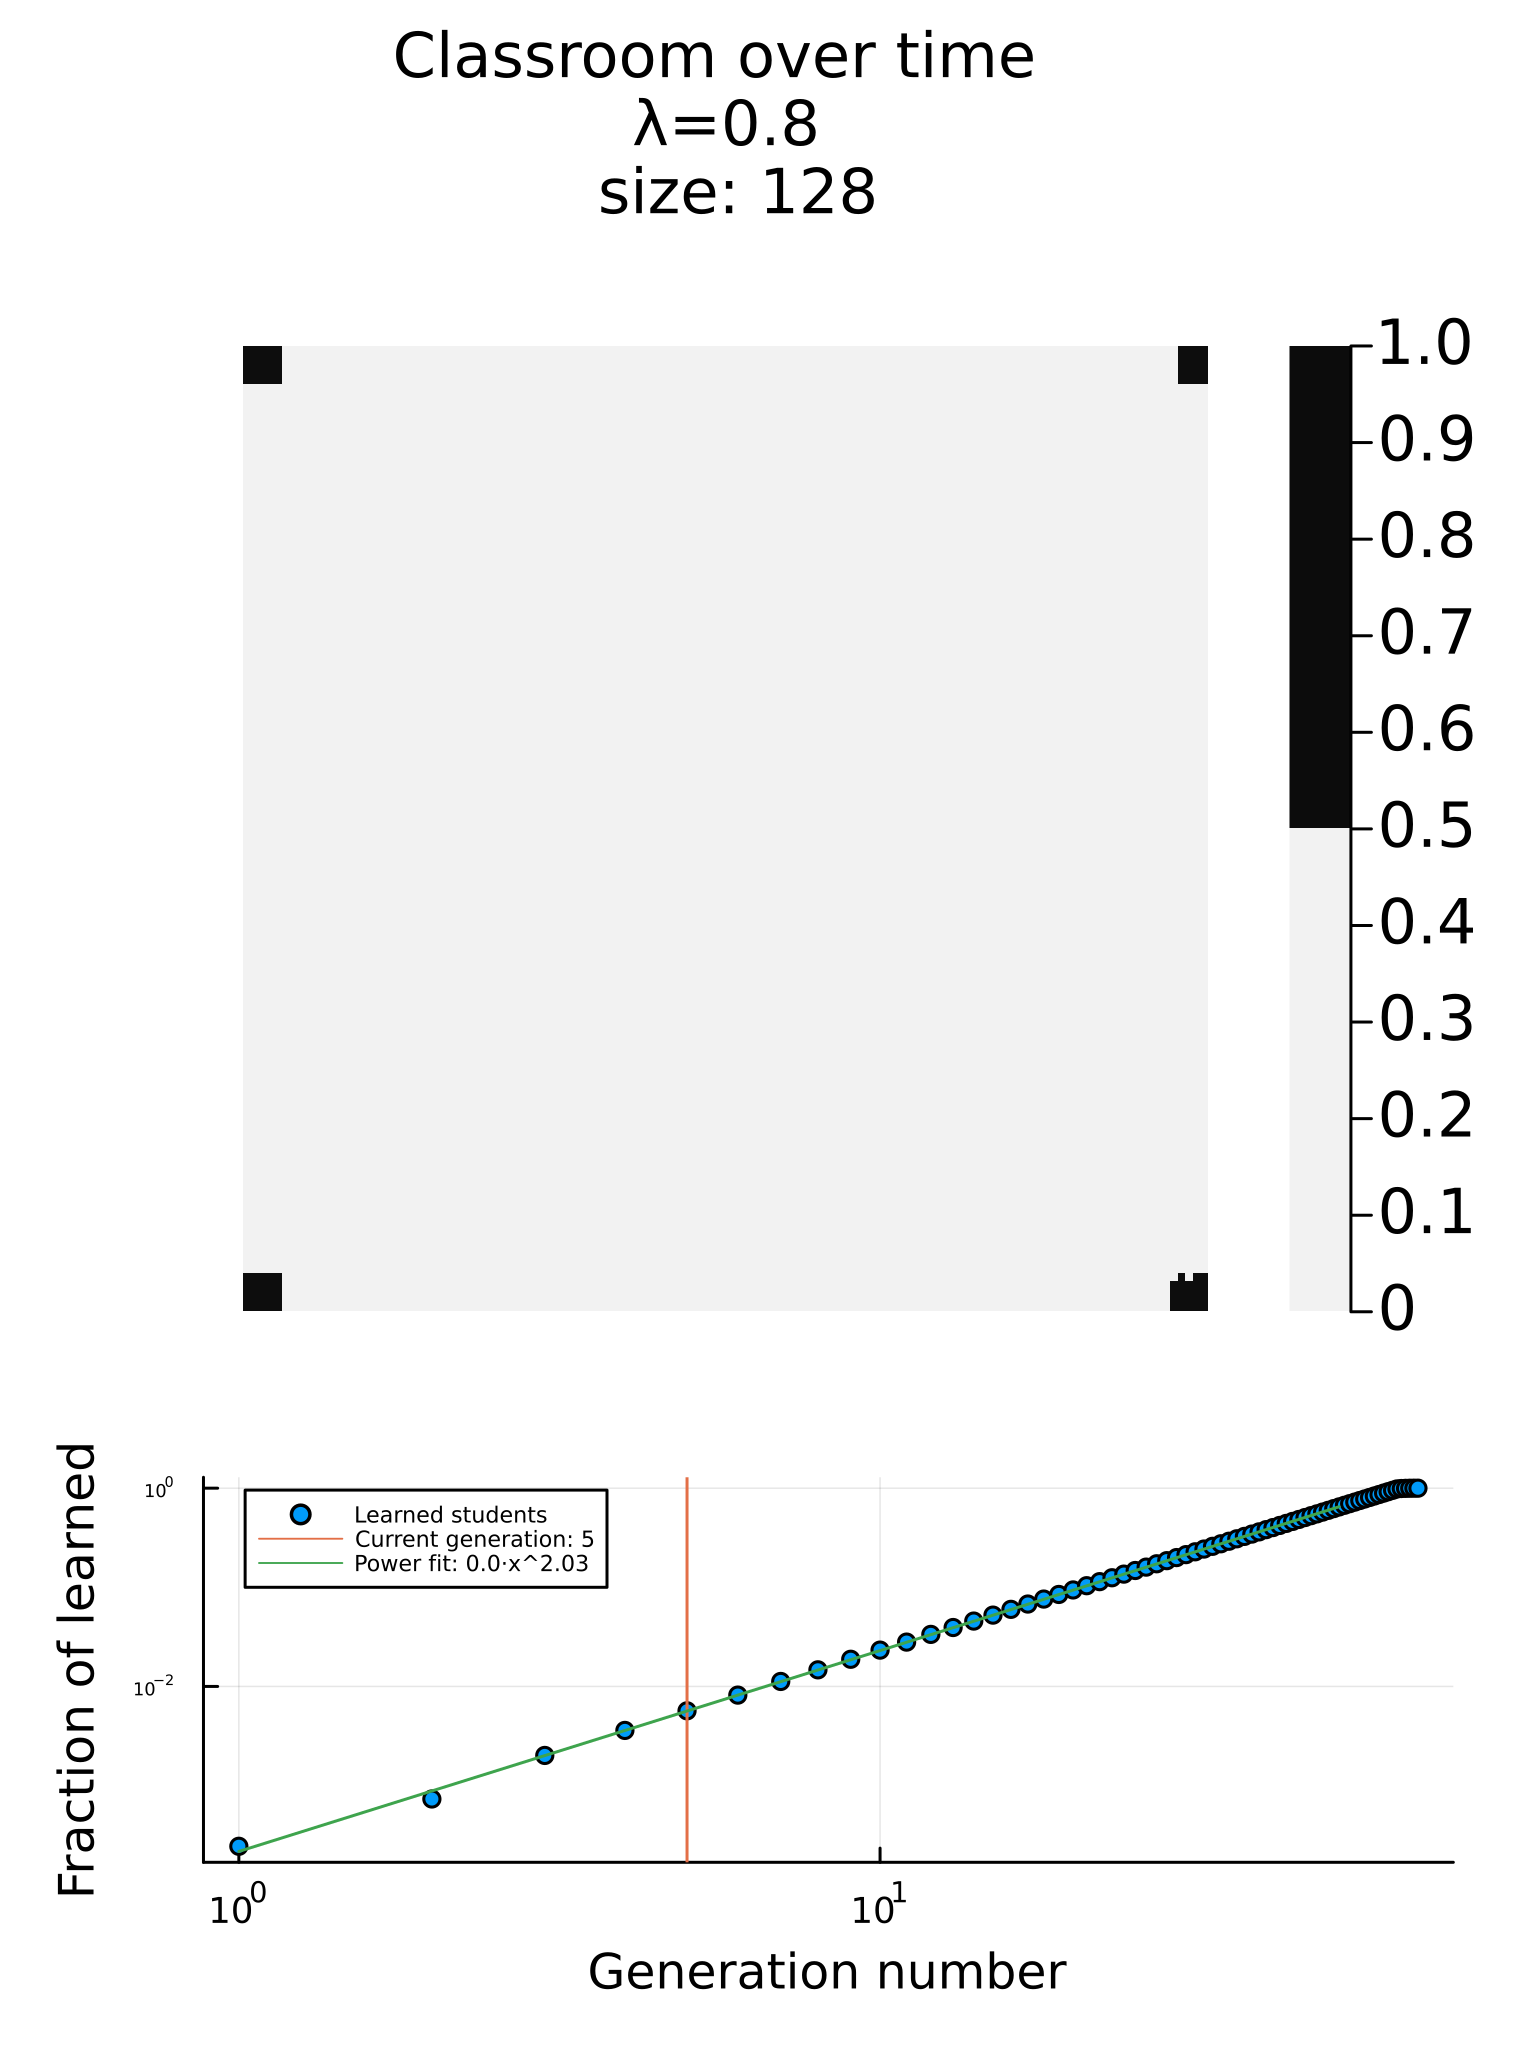 Classroom over time
λ=0.8
size: 128
1.0
0.9
0.8
0.7
0.6
0.5
0.4
0.3
0.2
0.1
0
Fraction of learned
10⁰
10⁻²
Learned students
Current generation: 5
Power fit: 0.0·x^2.03
10⁰
10¹
Generation number